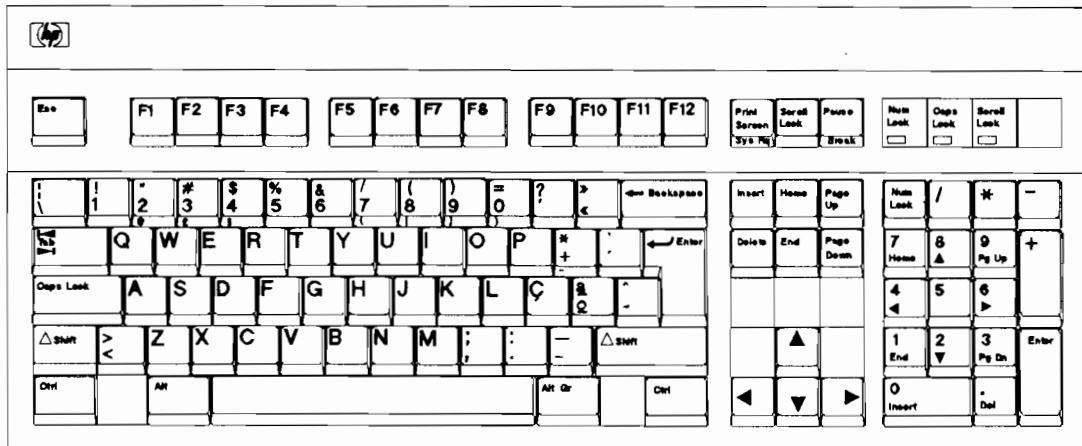 hp
Esc F1 F2 F3 F4 F5 F6 F7 F8 F9 F10 F11 F12 Print Screen Sys Rq Scroll Lock Pause Break Num Lock Caps Lock Scroll Lock
| \ ! 1 " 2 @ # 3 £ $ 4 § % 5 & 6 / 7 { ( 8 [ ) 9 ] = 0 } ? ' » « Backspace Insert Home Page Up Num Lock / * -
Tab Q W E R T Y U I O P * + ¨ ` ´ Enter Delete End Page Down 7 Home 8 ▲ 9 Pg Up +
Caps Lock A S D F G H J K L Ç ª º ^ ~ 4 ◀ 5 6 ▶
△ Shift > < Z X C V B N M ; , : . — - △ Shift ▲ 1 End 2 ▼ 3 Pg Dn Enter
Ctrl Alt Alt Gr Ctrl ◀ ▼ ▶ 0 Insert . Del